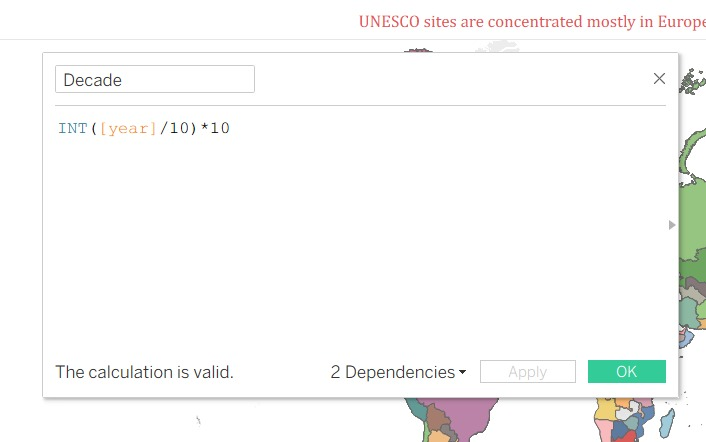 UNESCO sites are concentrated mostly in Europe
Decade
INT([year]/10)*10
The calculation is valid.
2 Dependencies
Apply
OK